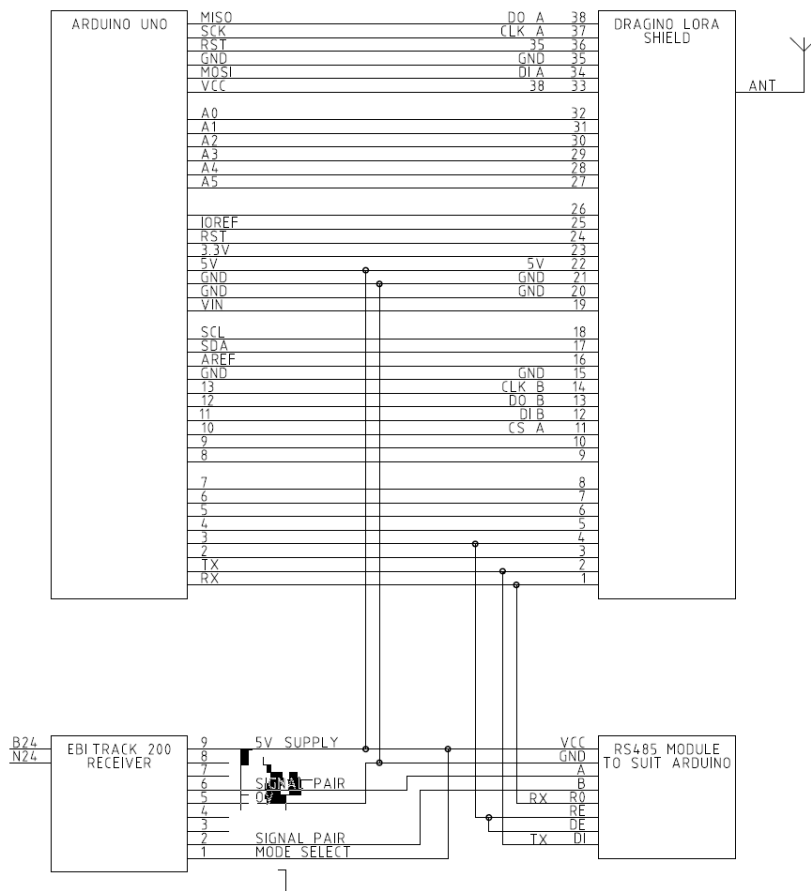 ARDUINO UNO
DRAGINO LORA
SHIELD
ANT
MISO DO A 38
SCK CLK A 37
RST 35 36
GND GND 35
MOSI DI A 34
VCC 38 33
A0 32
A1 31
A2 30
A3 29
A4 28
A5 27
26
IOREF 25
RST 24
3.3V 23
5V 5V 22
GND GND 21
GND GND 20
VIN 19
SCL 18
SDA 17
AREF 16
GND GND 15
13 CLK B 14
12 DO B 13
11 DI B 12
10 CS A 11
9 10
8 9
7 8
6 7
5 6
4 5
3 4
2 3
TX 2
RX 1
B24
N24
EBI TRACK 200
RECEIVER
9 5V SUPPLY
8
7
6 SIGNAL PAIR
5 0V
4
3
2 SIGNAL PAIR
1 MODE SELECT
VCC
GND
A
B
RX RO
RE
DE
TX DI
RS485 MODULE
TO SUIT ARDUINO